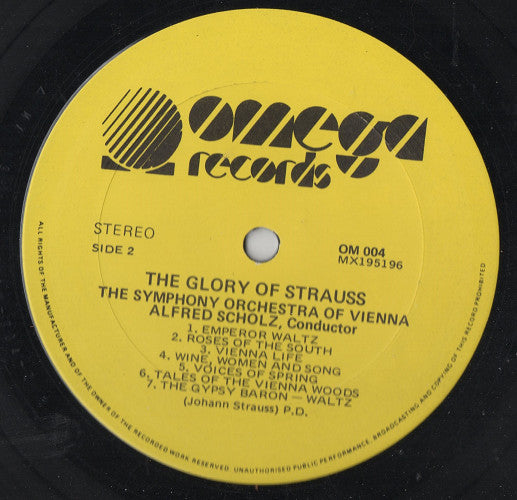 omega
records
STEREO
SIDE 2
OM 004
MX195196
THE GLORY OF STRAUSS
THE SYMPHONY ORCHESTRA OF VIENNA
ALFRED SCHOLZ, Conductor
1. EMPEROR WALTZ
2. ROSES OF THE SOUTH
3. VIENNA LIFE
4. WINE, WOMEN AND SONG
5. VOICES OF SPRING
6. TALES OF THE VIENNA WOODS
7. THE GYPSY BARON — WALTZ
(Johann Strauss) P.D.
ALL RIGHTS OF THE MANUFACTURER AND OF THE OWNER OF THE RECORDED WORK RESERVED. UNAUTHORISED PUBLIC PERFORMANCE, BROADCASTING AND COPYING OF THIS RECORD PROHIBITED